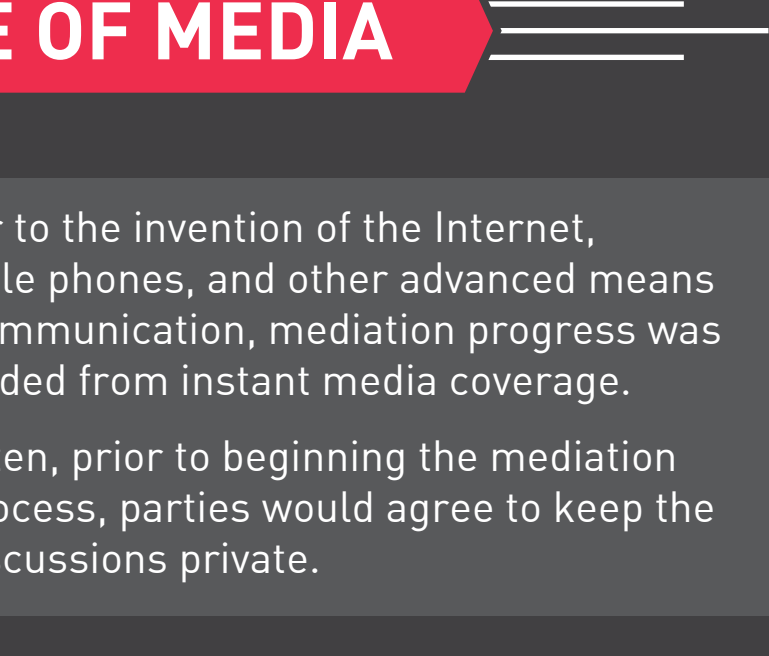 E OF MEDIA
to the invention of the Internet,
phones, and other advanced means
mmunication, mediation progress was
ded from instant media coverage.
en, prior to beginning the mediation
ocess, parties would agree to keep the
cussions private.